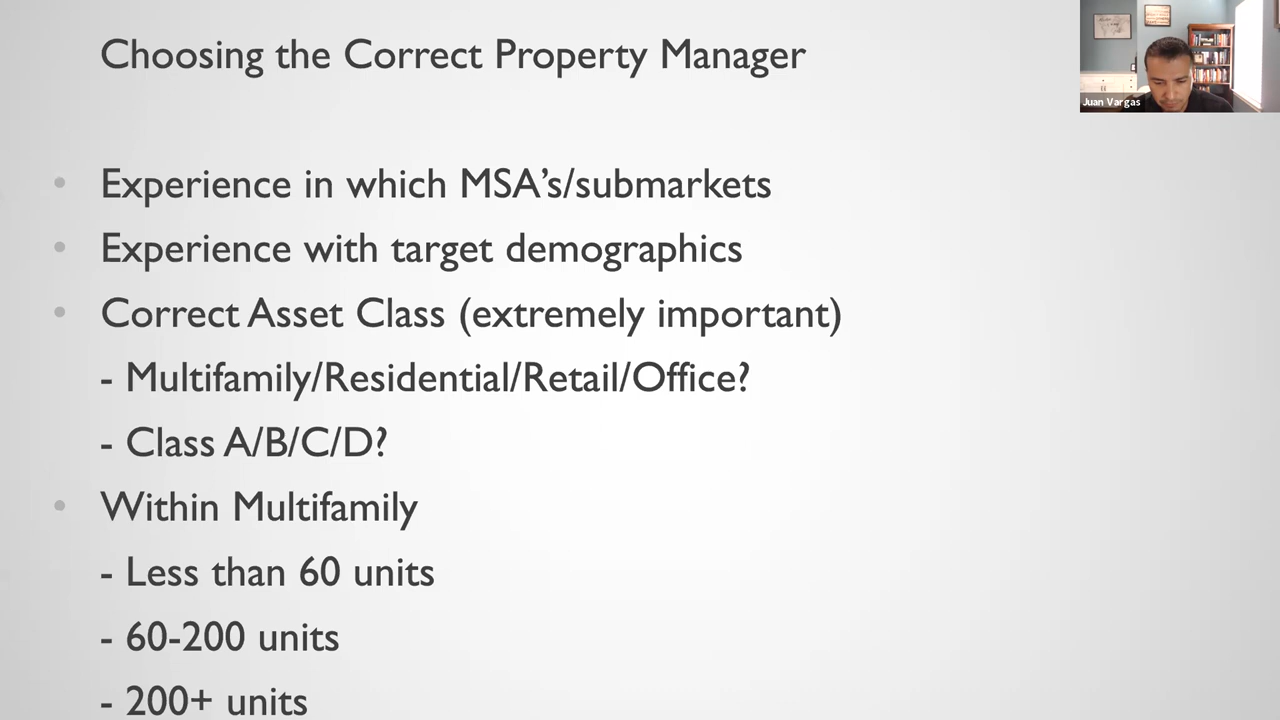 Choosing the Correct Property Manager
Juan Vargas
• Experience in which MSA’s/submarkets
• Experience with target demographics
• Correct Asset Class (extremely important)
- Multifamily/Residential/Retail/Office?
- Class A/B/C/D?
• Within Multifamily
- Less than 60 units
- 60-200 units
- 200+ units